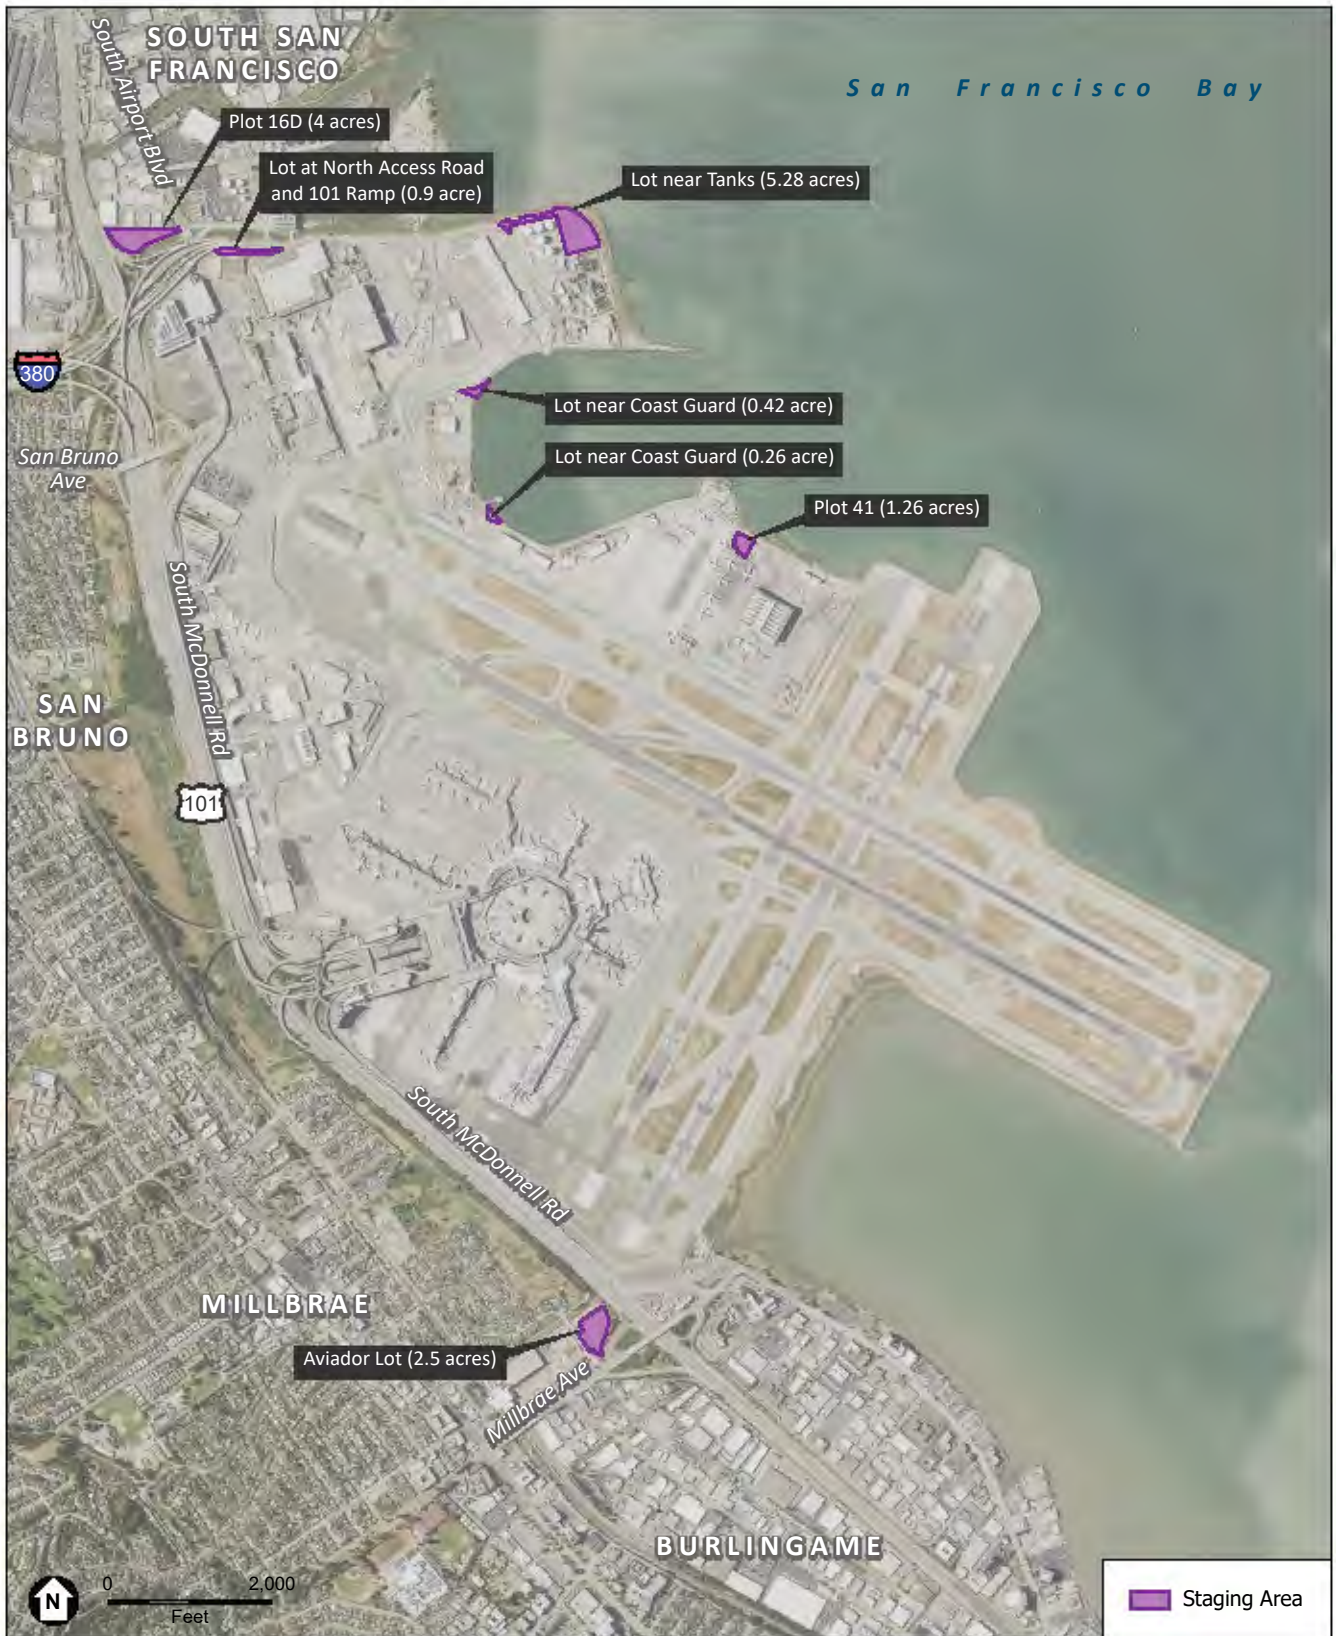 SOUTH SAN
FRANCISCO
San Francisco Bay
South Airport Blvd
Plot 16D (4 acres)
Lot at North Access Road
and 101 Ramp (0.9 acre)
Lot near Tanks (5.28 acres)
380
Lot near Coast Guard (0.42 acre)
San Bruno
Ave
Lot near Coast Guard (0.26 acre)
Plot 41 (1.26 acres)
South McDonnell Rd
SAN
BRUNO
101
South McDonnell Rd
MILLBRAE
Aviador Lot (2.5 acres)
Millbrae Ave
BURLINGAME
N
0 2,000
Feet
Staging Area